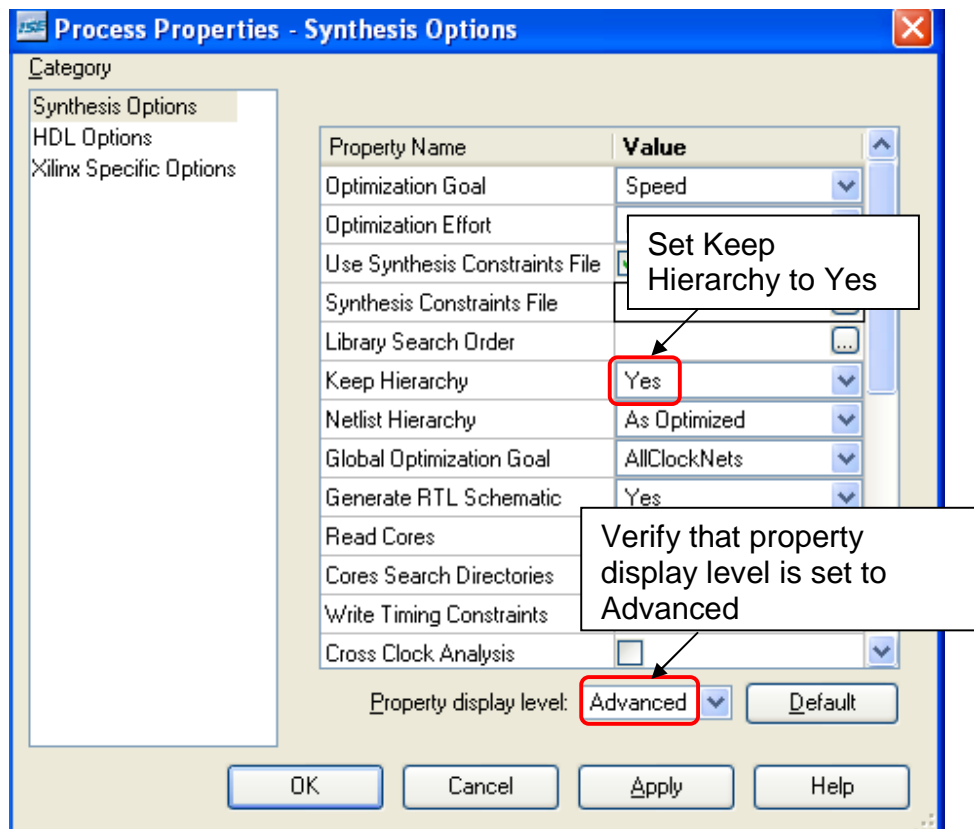 ISE Process Properties - Synthesis Options
Category
Synthesis Options
HDL Options
Xilinx Specific Options
Property Name Value
Optimization Goal Speed
Optimization Effort
Use Synthesis Constraints File
Synthesis Constraints File
Library Search Order ...
Keep Hierarchy Yes
Netlist Hierarchy As Optimized
Global Optimization Goal AllClockNets
Generate RTL Schematic Yes
Read Cores
Cores Search Directories
Write Timing Constraints
Cross Clock Analysis
Set Keep
Hierarchy to Yes
Verify that property
display level is set to
Advanced
Property display level: Advanced Default
OK Cancel Apply Help